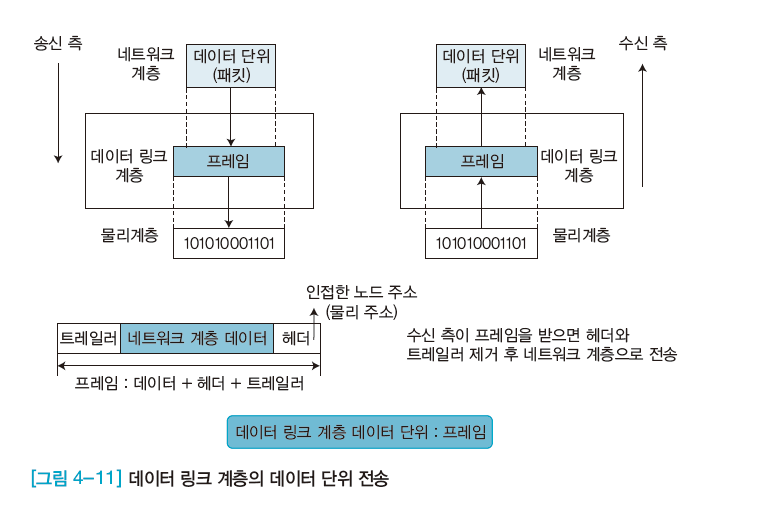 송신 측
네트워크
계층
데이터 단위
(패킷)
데이터 링크
계층
프레임
물리계층
101010001101
데이터 단위
(패킷)
네트워크
계층
수신 측
프레임
데이터 링크
계층
101010001101
물리계층
인접한 노드 주소
(물리 주소)
트레일러
네트워크 계층 데이터
헤더
프레임 : 데이터 + 헤더 + 트레일러
수신 측이 프레임을 받으면 헤더와
트레일러 제거 후 네트워크 계층으로 전송
데이터 링크 계층 데이터 단위 : 프레임
[그림 4-11] 데이터 링크 계층의 데이터 단위 전송